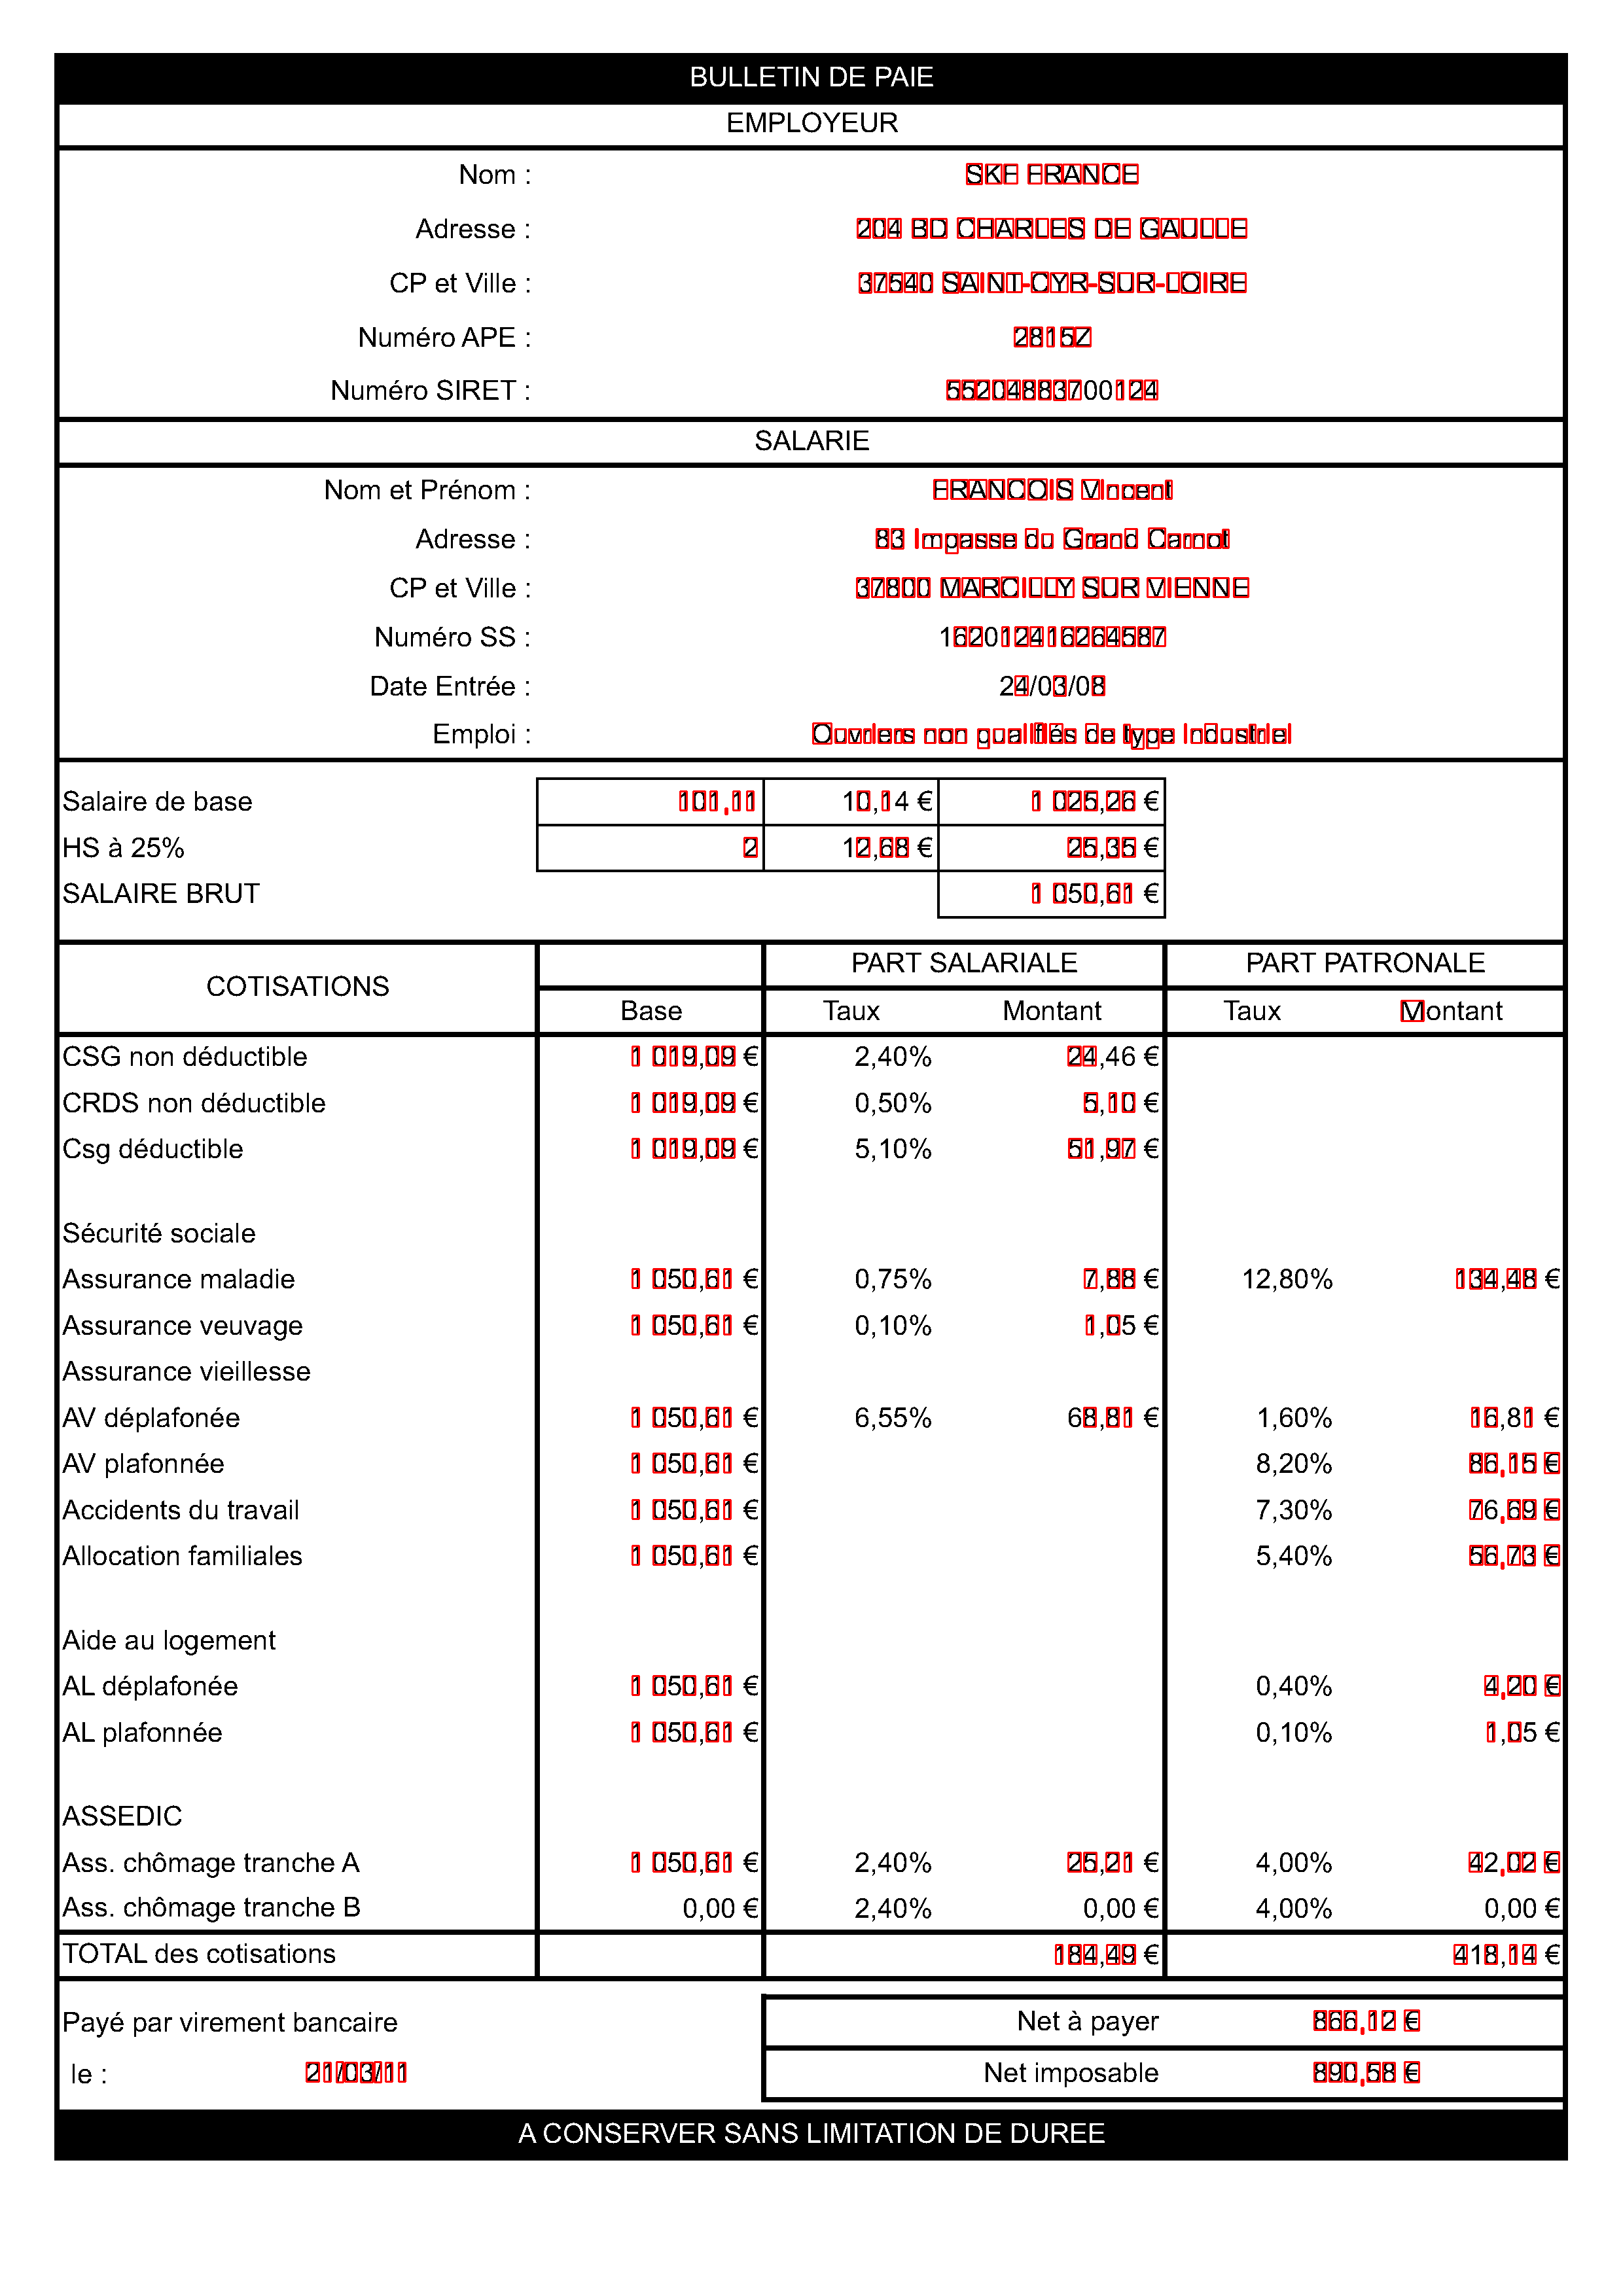 BULLETIN DE PAIE
EMPLOYEUR
Nom : SKF FRANCE
Adresse : 204 BD CHARLES DE GAULLE
CP et Ville : 37540 SAINT-CYR-SUR-LOIRE
Numéro APE : 2815Z
Numéro SIRET : 55204883700124
SALARIE
Nom et Prénom : FRANCOIS Vincent
Adresse : 83 Impasse du Grand Carnot
CP et Ville : 37800 MARCILLY SUR VIENNE
Numéro SS : 162012416264587
Date Entrée : 24/03/08
Emploi : Ouvriers non qualifiés de type industriel
Salaire de base 101,11 10,14 € 1 025,26 €
HS à 25% 2 12,68 € 25,35 €
SALAIRE BRUT 1 050,61 €
COTISATIONS PART SALARIALE PART PATRONALE
Base Taux Montant Taux Montant
CSG non déductible 1 019,09 € 2,40% 24,46 €
CRDS non déductible 1 019,09 € 0,50% 5,10 €
Csg déductible 1 019,09 € 5,10% 51,97 €
Sécurité sociale
Assurance maladie 1 050,61 € 0,75% 7,88 € 12,80% 134,48 €
Assurance veuvage 1 050,61 € 0,10% 1,05 €
Assurance vieillesse
AV déplafonée 1 050,61 € 6,55% 68,81 € 1,60% 16,81 €
AV plafonnée 1 050,61 € 8,20% 86,15 €
Accidents du travail 1 050,61 € 7,30% 76,69 €
Allocation familiales 1 050,61 € 5,40% 56,73 €
Aide au logement
AL déplafonée 1 050,61 € 0,40% 4,20 €
AL plafonnée 1 050,61 € 0,10% 1,05 €
ASSEDIC
Ass. chômage tranche A 1 050,61 € 2,40% 25,21 € 4,00% 42,02 €
Ass. chômage tranche B 0,00 € 2,40% 0,00 € 4,00% 0,00 €
TOTAL des cotisations 184,49 € 418,14 €
Payé par virement bancaire Net à payer 866,12 €
le : 21/03/11 Net imposable 890,58 €
A CONSERVER SANS LIMITATION DE DUREE